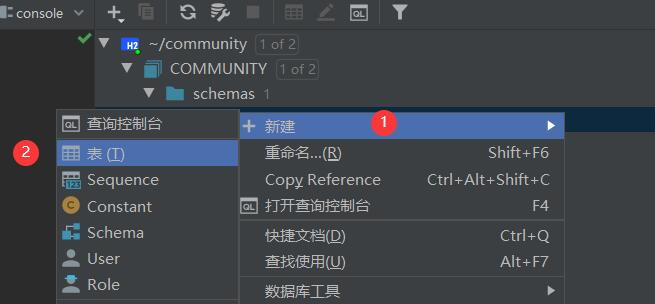 console
H2 ~/community 1 of 2
COMMUNITY 1 of 2
schemas 1
QL 查询控制台
2 表 (T)
123 Sequence
C Constant
Schema
User
Role
新建 1
重命名...(R) Shift+F6
Copy Reference Ctrl+Alt+Shift+C
QL 打开查询控制台 F4
快捷文档(D) Ctrl+Q
查找使用(U) Alt+F7
数据库工具